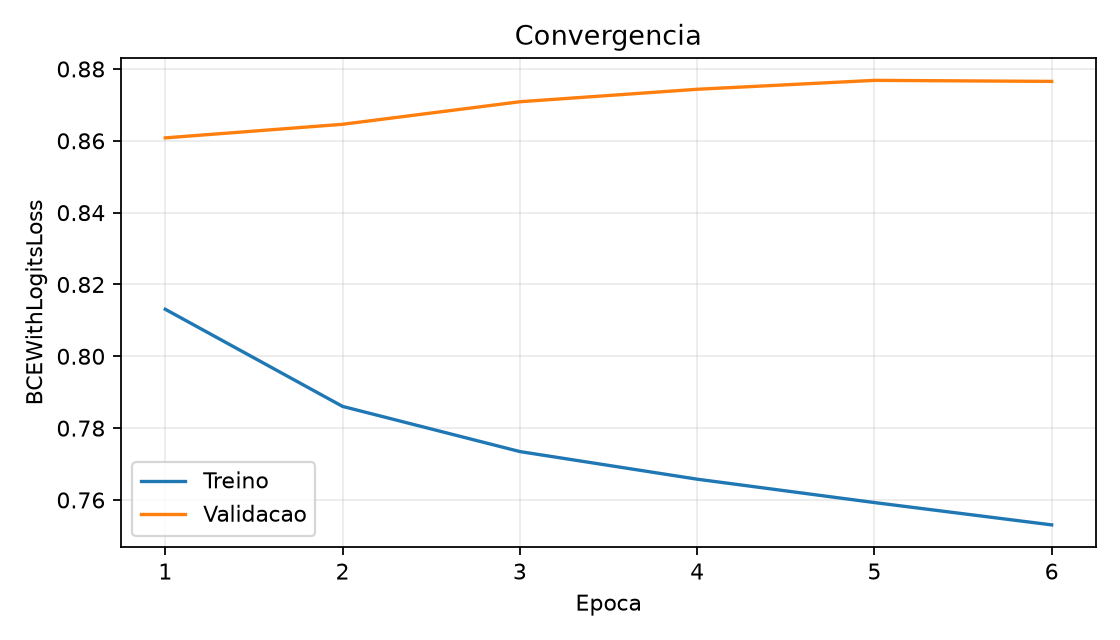 Convergencia
BCEWithLogitsLoss
0.88
0.86
0.84
0.82
0.80
0.78
0.76
Treino
Validacao
1 2 3 4 5 6
Epoca